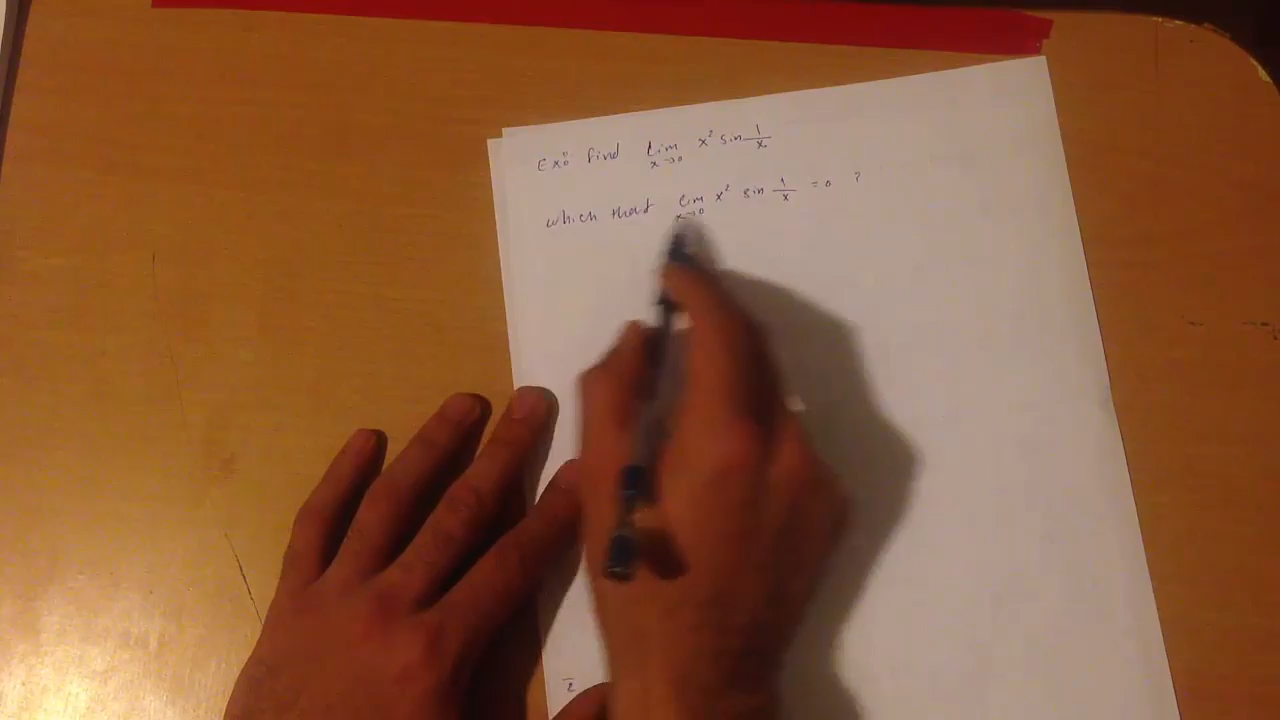 Ex: find lim x→0 x² sin 1/x
which that lim x→0 x² sin 1/x = 0 ?